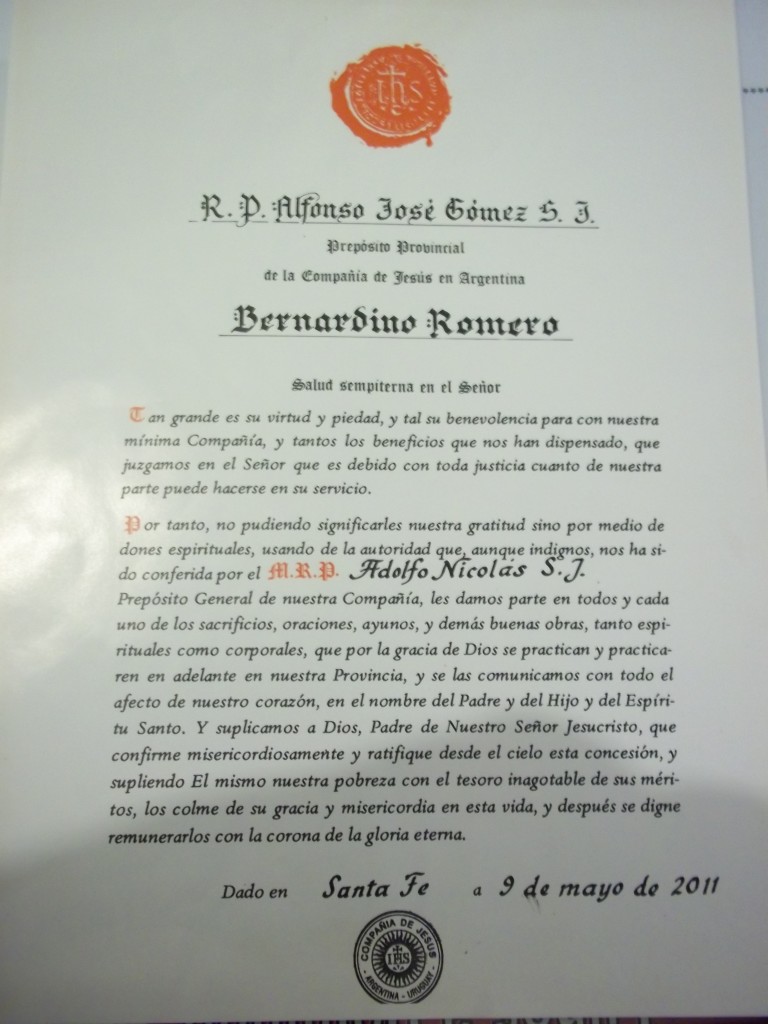 IHS
R. P. Alfonso José Gómez S. J.
Prepósito Provincial
de la Compañía de Jesús en Argentina
Bernardino Romero
Salud sempiterna en el Señor
Tan grande es su virtud y piedad, y tal su benevolencia para con nuestra
mínima Compañía, y tantos los beneficios que nos han dispensado, que
juzgamos en el Señor que es debido con toda justicia cuanto de nuestra
parte puede hacerse en su servicio.
Por tanto, no pudiendo significarles nuestra gratitud sino por medio de
dones espirituales, usando de la autoridad que, aunque indignos, nos ha si-
do conferida por el M.R.P. Adolfo Nicolás S.J.
Prepósito General de nuestra Compañía, les damos parte en todos y cada
uno de los sacrificios, oraciones, ayunos, y demás buenas obras, tanto espi-
rituales como corporales, que por la gracia de Dios se practican y practica-
ren en adelante en nuestra Provincia, y se las comunicamos con todo el
afecto de nuestro corazón, en el nombre del Padre y del Hijo y del Espíri-
tu Santo. Y suplicamos a Dios, Padre de Nuestro Señor Jesucristo, que
confirme misericordiosamente y ratifique desde el cielo esta concesión, y
supliendo El mismo nuestra pobreza con el tesoro inagotable de sus méri-
tos, los colme de su gracia y misericordia en esta vida, y después se digne
remunerarlos con la corona de la gloria eterna.
Dado en Santa Fe a 9 de mayo de 2011
COMPAÑIA DE JESUS
IHS
ARGENTINA - URUGUAY